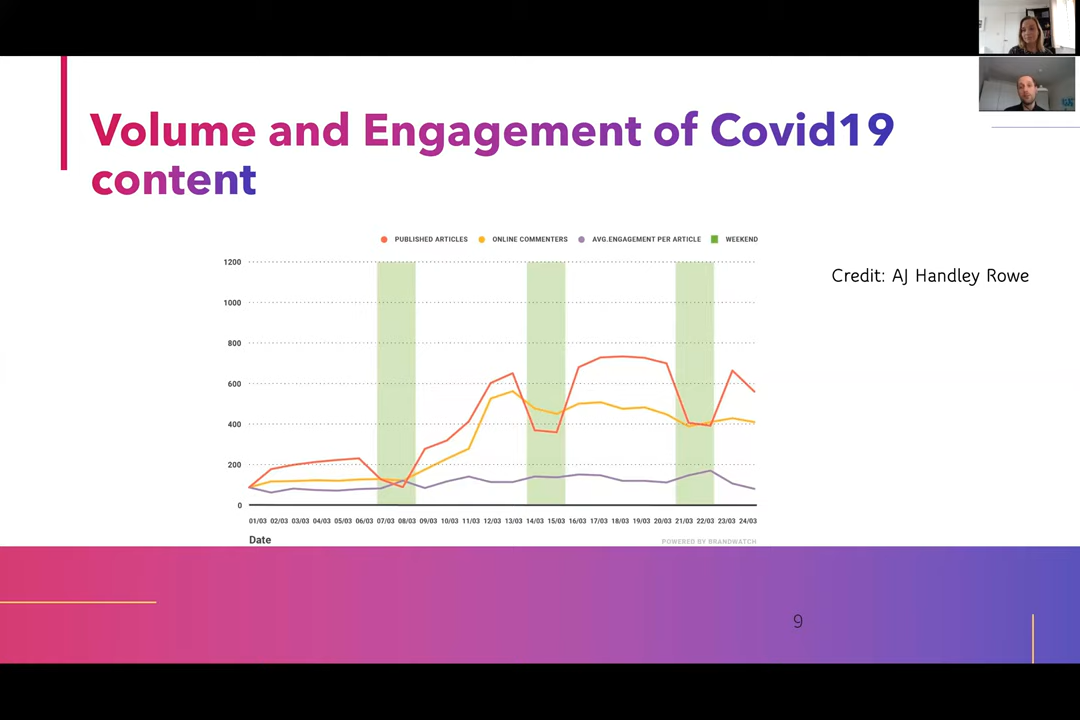 Volume and Engagement of Covid19
content
PUBLISHED ARTICLES ONLINE COMMENTERS AVG.ENGAGEMENT PER ARTICLE WEEKEND
Credit: AJ Handley Rowe
1200
1000
800
600
400
200
0
01/03 02/03 03/03 04/03 05/03 06/03 07/03 08/03 09/03 10/03 11/03 12/03 13/03 14/03 15/03 16/03 17/03 18/03 19/03 20/03 21/03 22/03 23/03 24/03
Date
POWERED BY BRANDWATCH
9